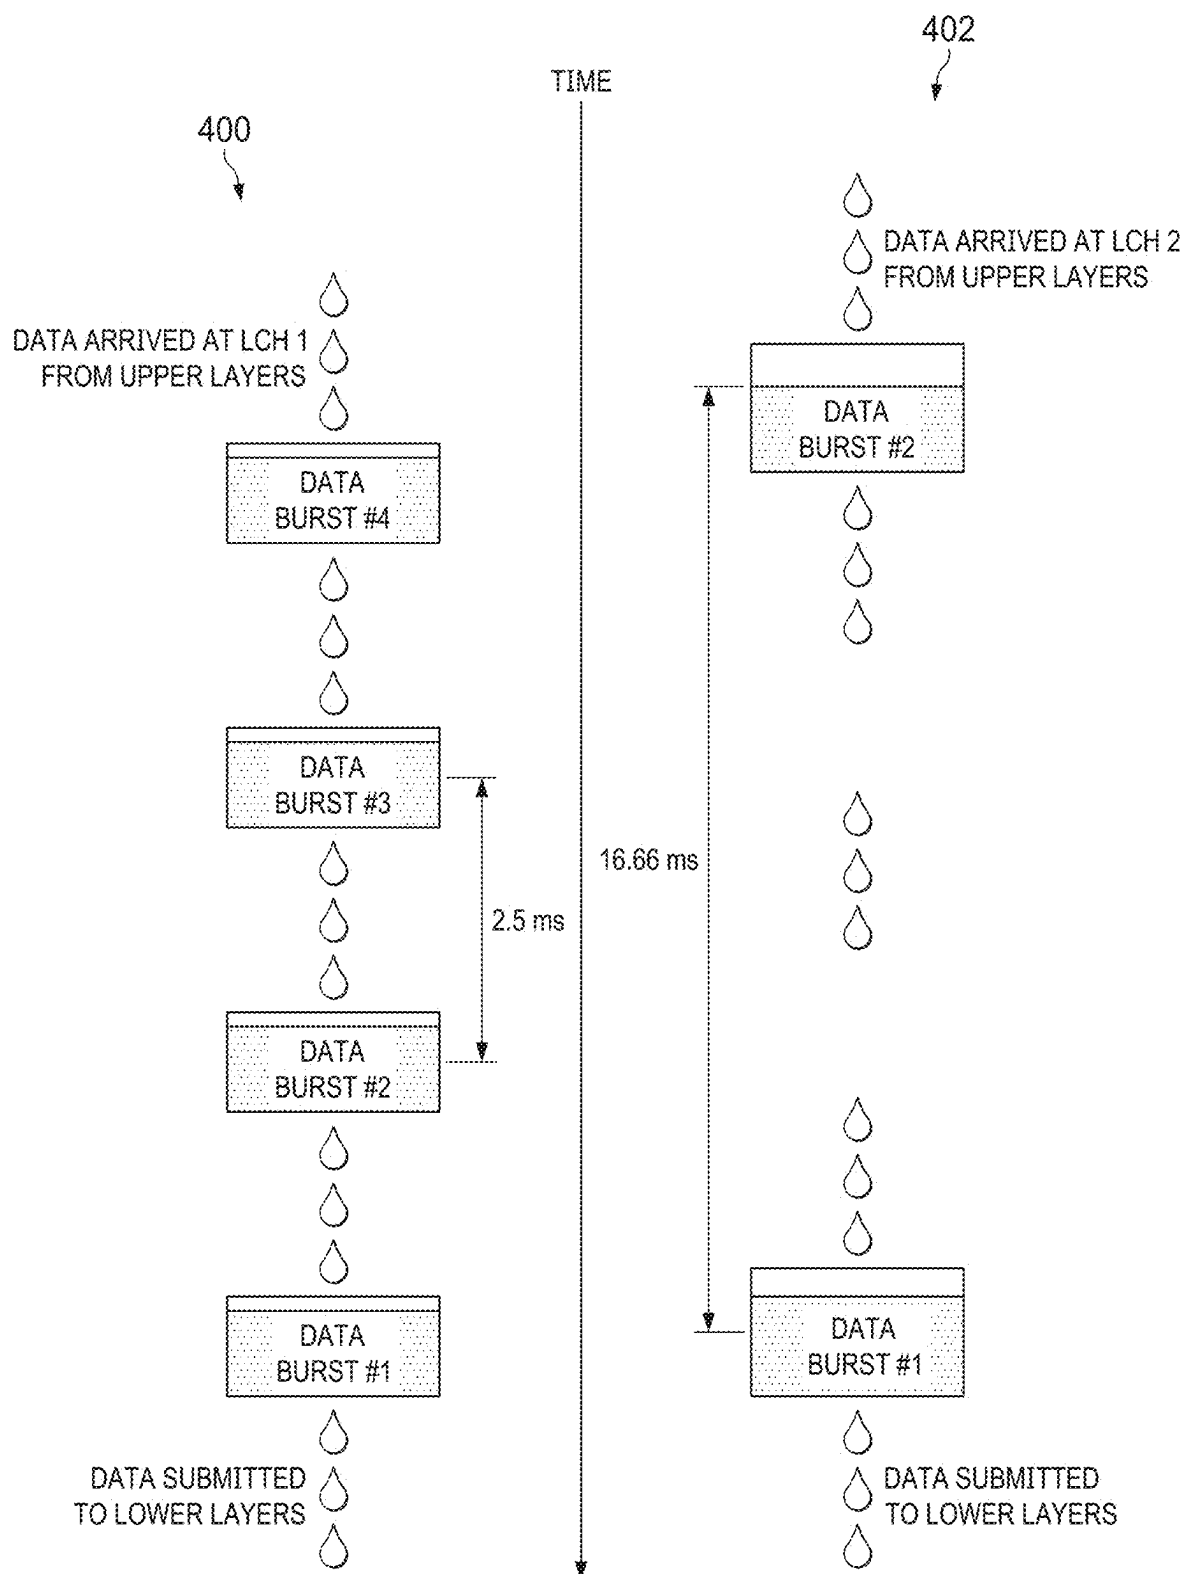 402
TIME
400
DATA ARRIVED AT LCH 2
FROM UPPER LAYERS
DATA ARRIVED AT LCH 1
FROM UPPER LAYERS
DATA
BURST #2
DATA
BURST #4
DATA
BURST #3
16.66 ms
2.5 ms
DATA
BURST #2
DATA
BURST #1
DATA
BURST #1
DATA SUBMITTED
TO LOWER LAYERS
DATA SUBMITTED
TO LOWER LAYERS